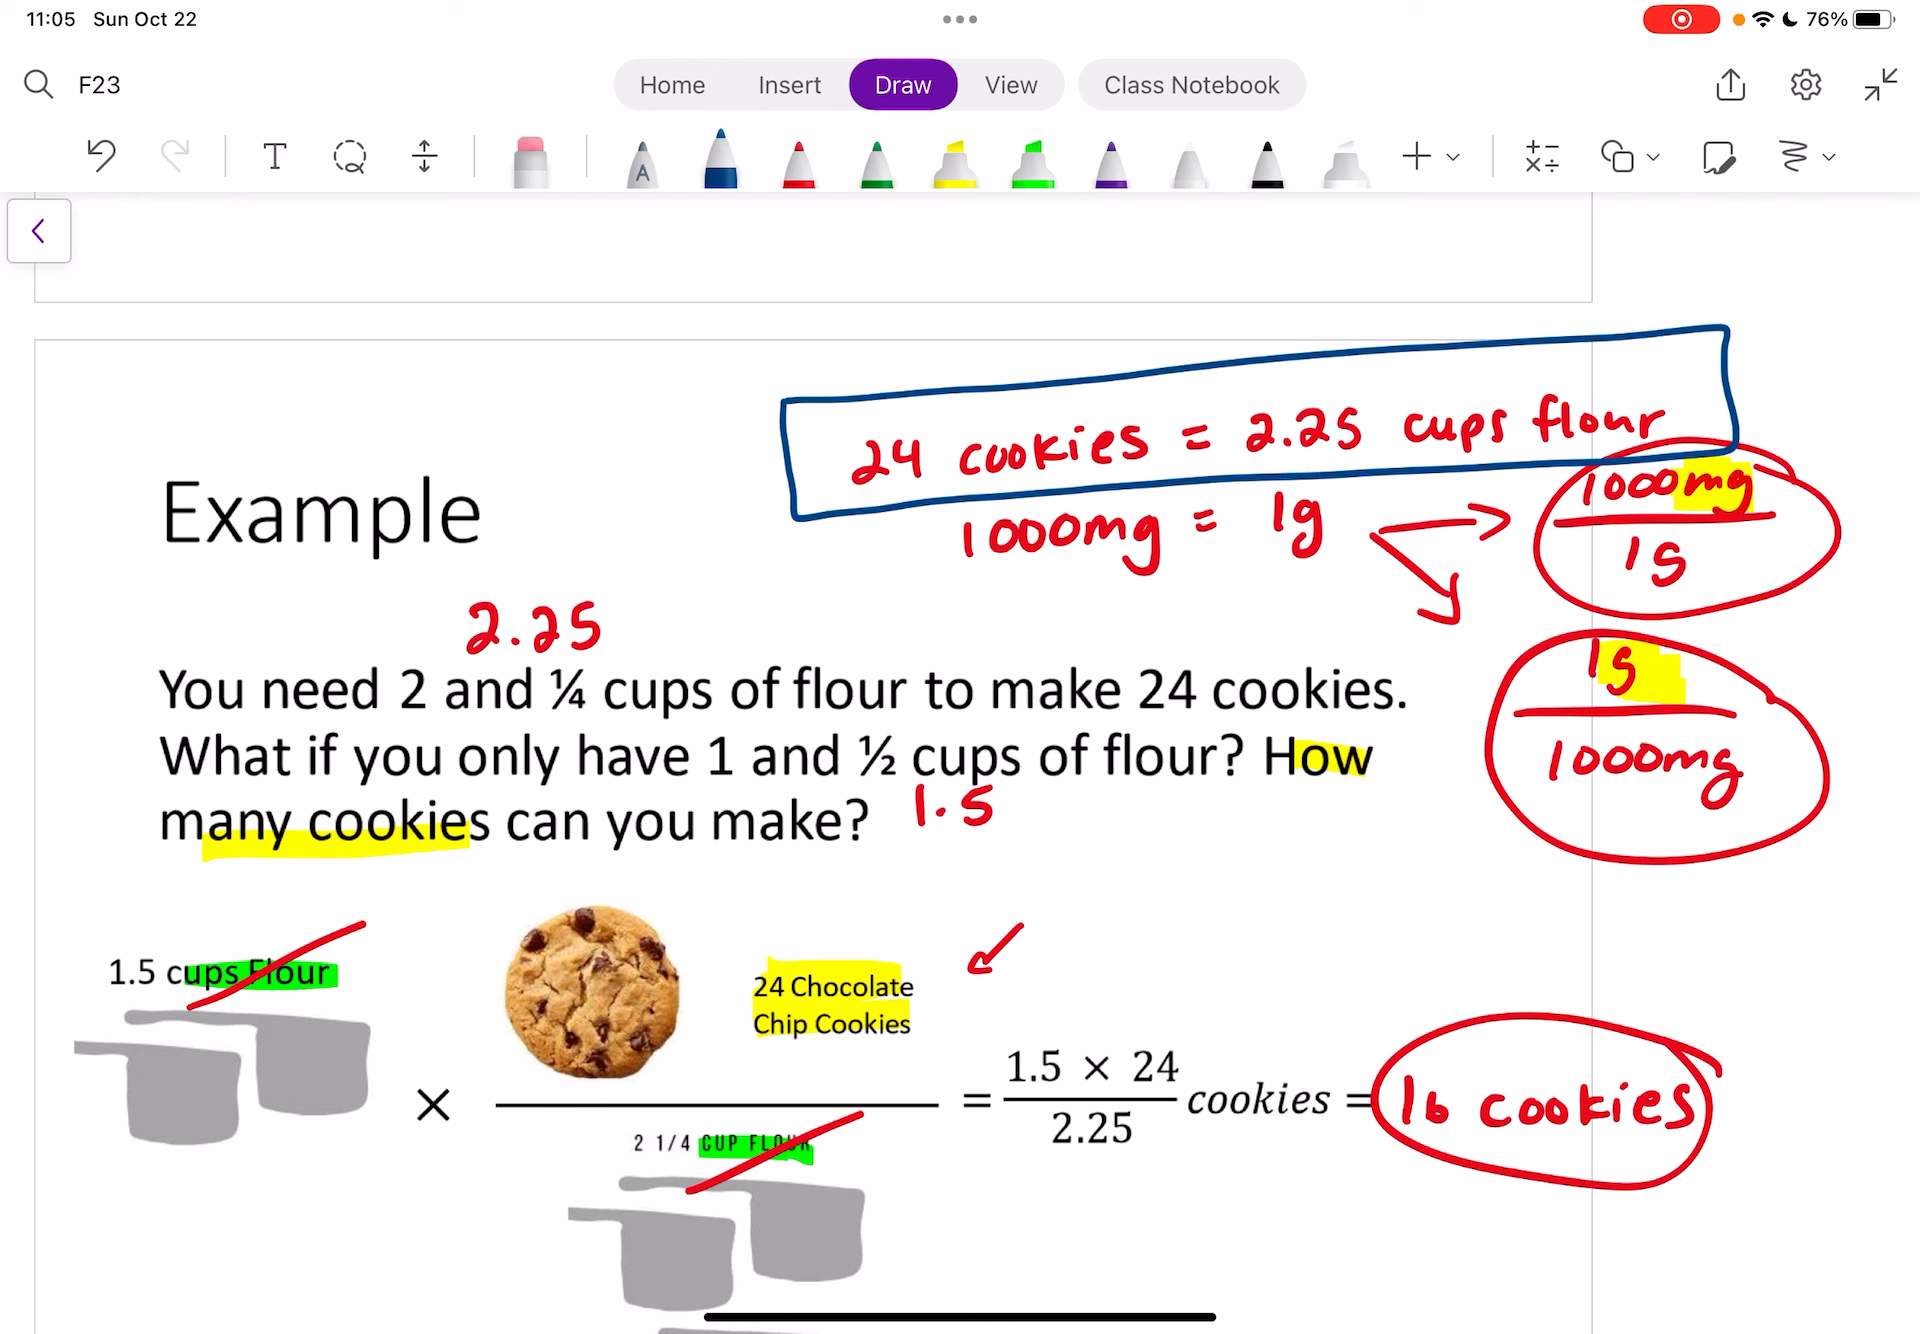 11:05 Sun Oct 22
76%
F23
Home Insert Draw View Class Notebook
T
A
24 cookies = 2.25 cups flour
1000mg = 1g
1000mg
1g
1g
1000mg
Example
2.25
You need 2 and ¼ cups of flour to make 24 cookies.
What if you only have 1 and ½ cups of flour? How
many cookies can you make?
1.5
1.5 cups Flour
24 Chocolate
Chip Cookies
×
2 1/4 CUP FLOUR
= 1.5 × 24
2.25
cookies = 16 cookies